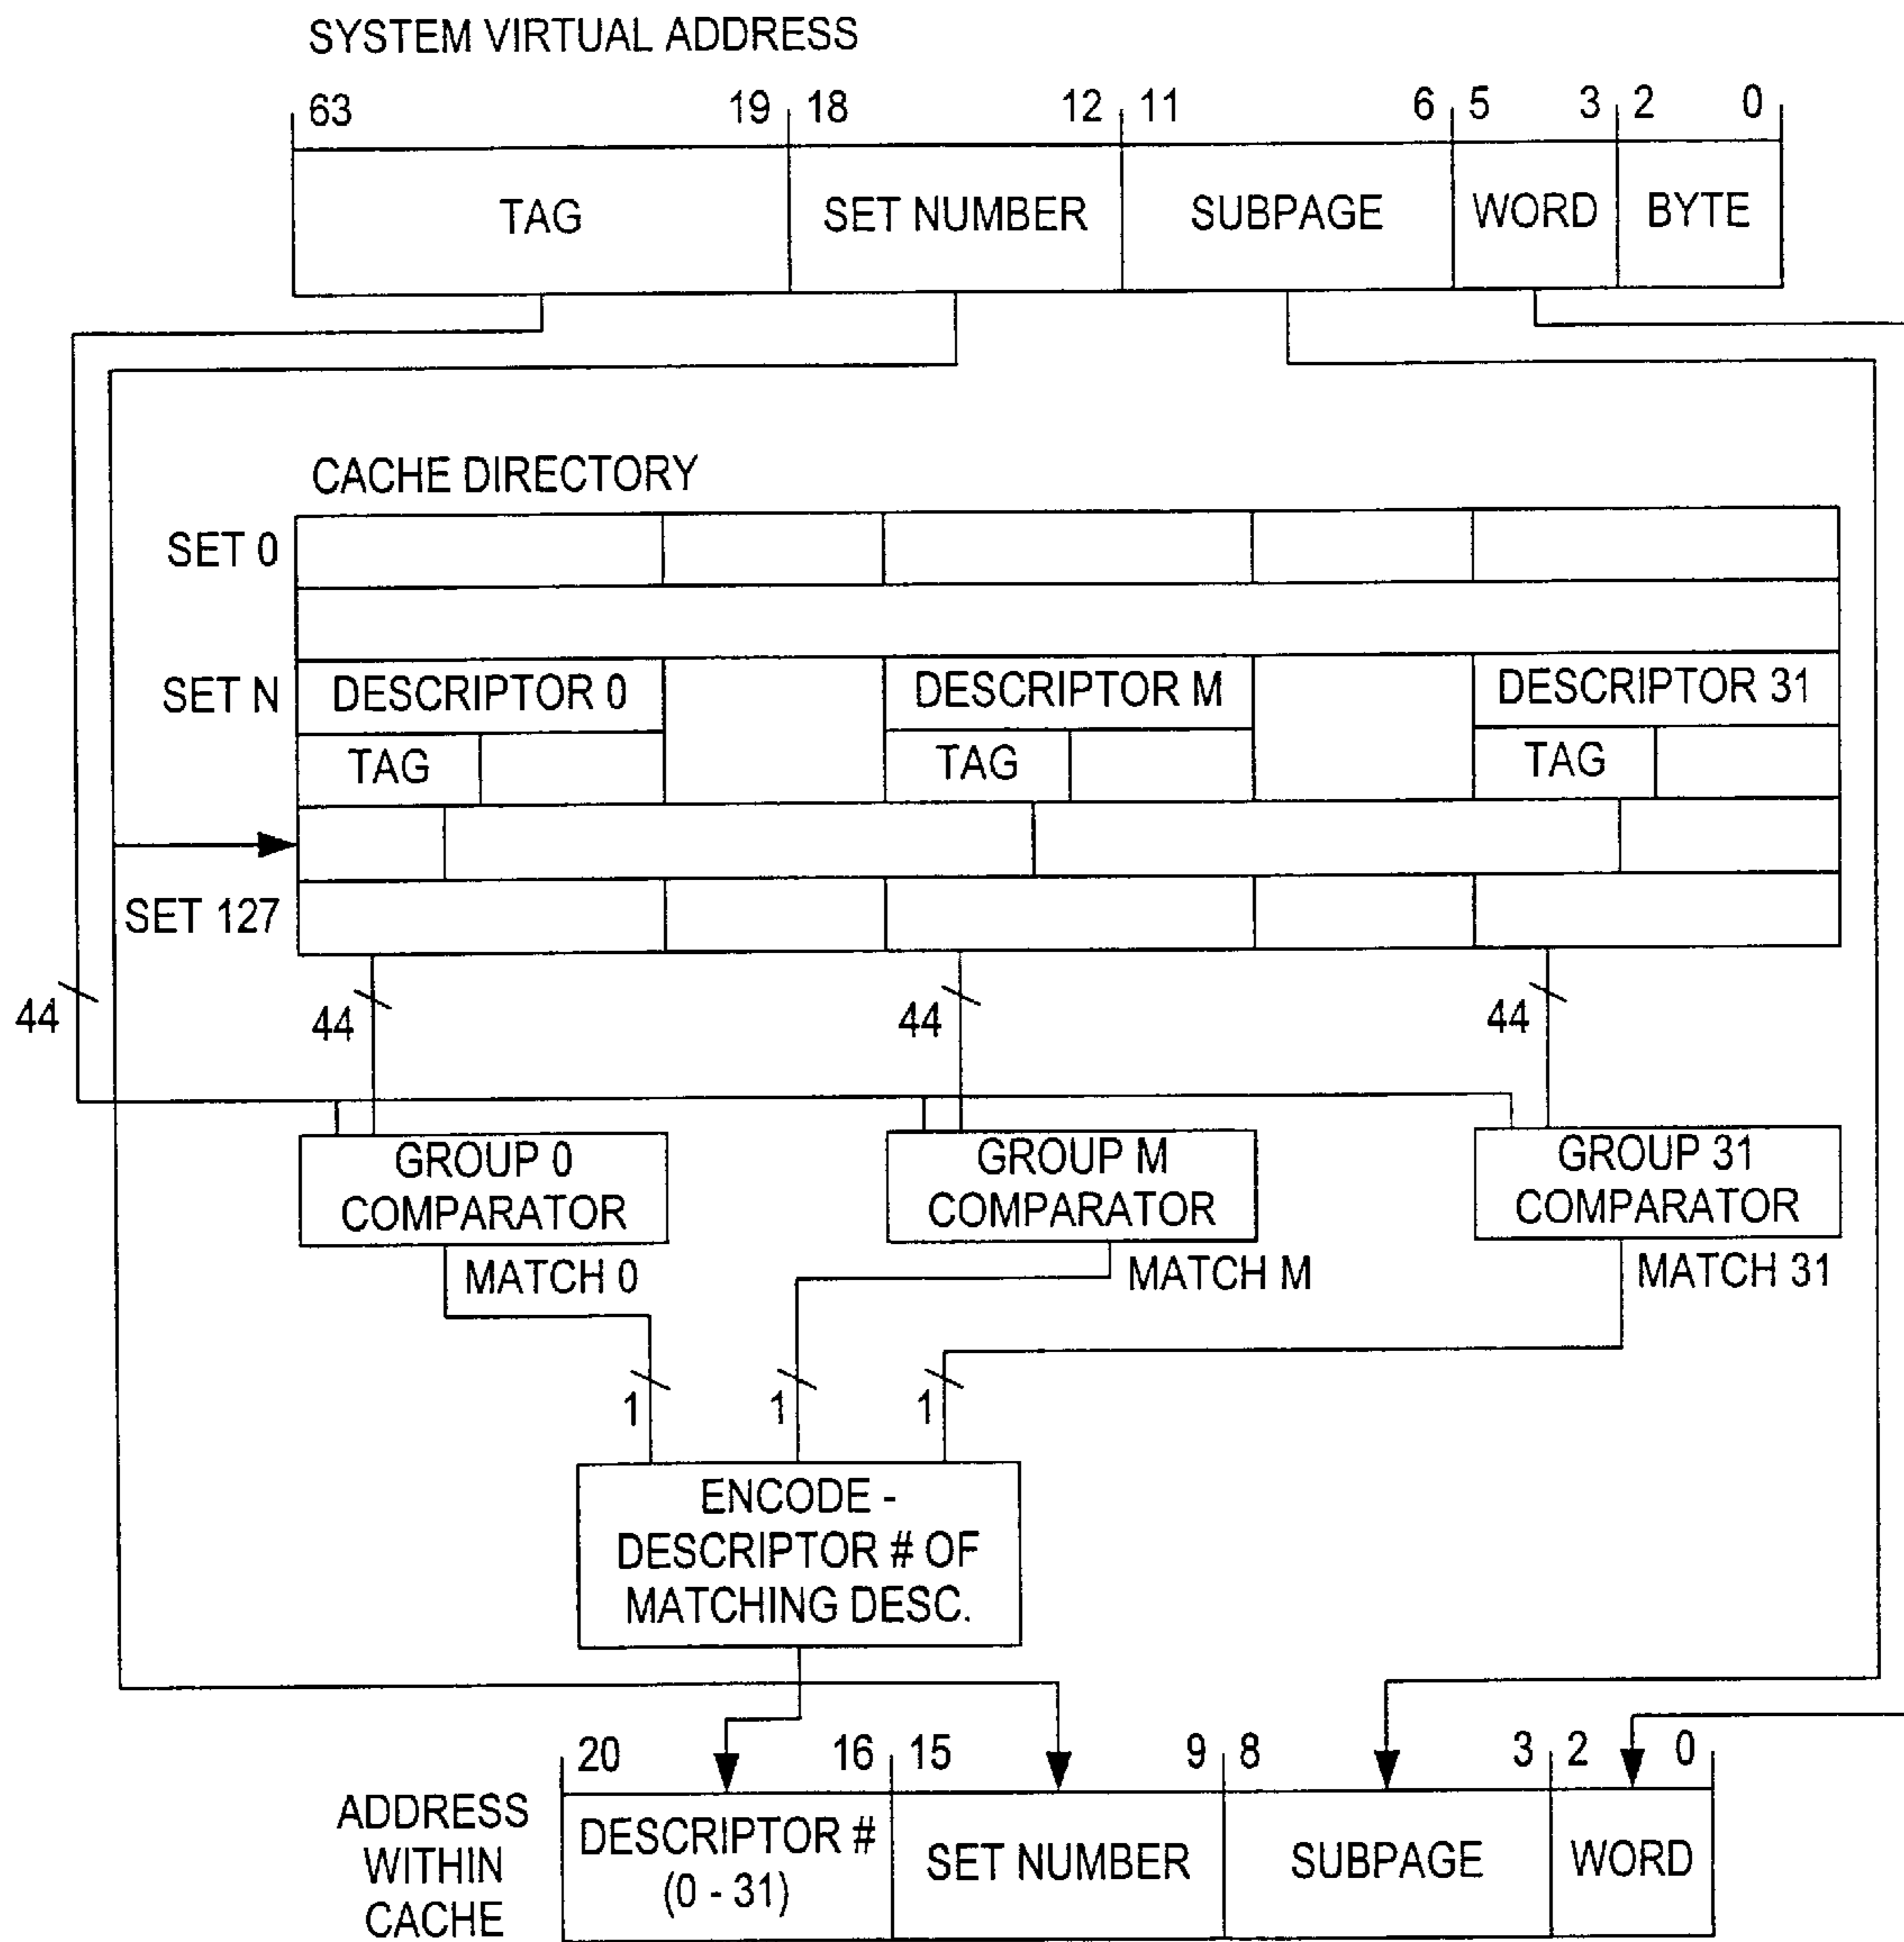 SYSTEM VIRTUAL ADDRESS
63 19 18 12 11 6 5 3 2 0
TAG SET NUMBER SUBPAGE WORD BYTE
CACHE DIRECTORY
SET 0
SET N DESCRIPTOR 0 DESCRIPTOR M DESCRIPTOR 31
TAG TAG TAG
SET 127
44 44 44 44
GROUP 0 COMPARATOR
GROUP M COMPARATOR
GROUP 31 COMPARATOR
MATCH 0 MATCH M MATCH 31
1 1 1
ENCODE -
DESCRIPTOR # OF
MATCHING DESC.
20 16 15 9 8 3 2 0
ADDRESS
WITHIN
CACHE
DESCRIPTOR #
(0 - 31)
SET NUMBER SUBPAGE WORD